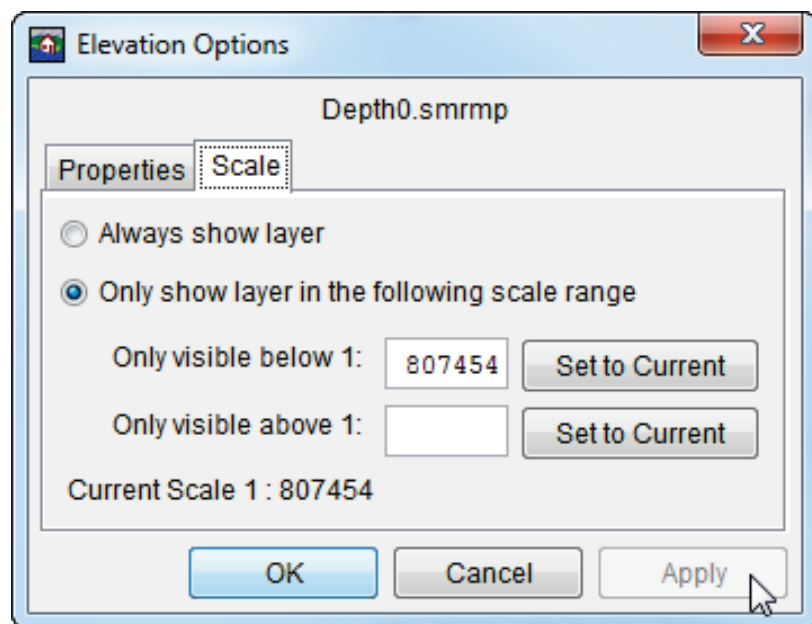 Elevation Options
Depth0.smrmp
Properties Scale
Always show layer
Only show layer in the following scale range
Only visible below 1: 807454 Set to Current
Only visible above 1: Set to Current
Current Scale 1 : 807454
OK Cancel Apply